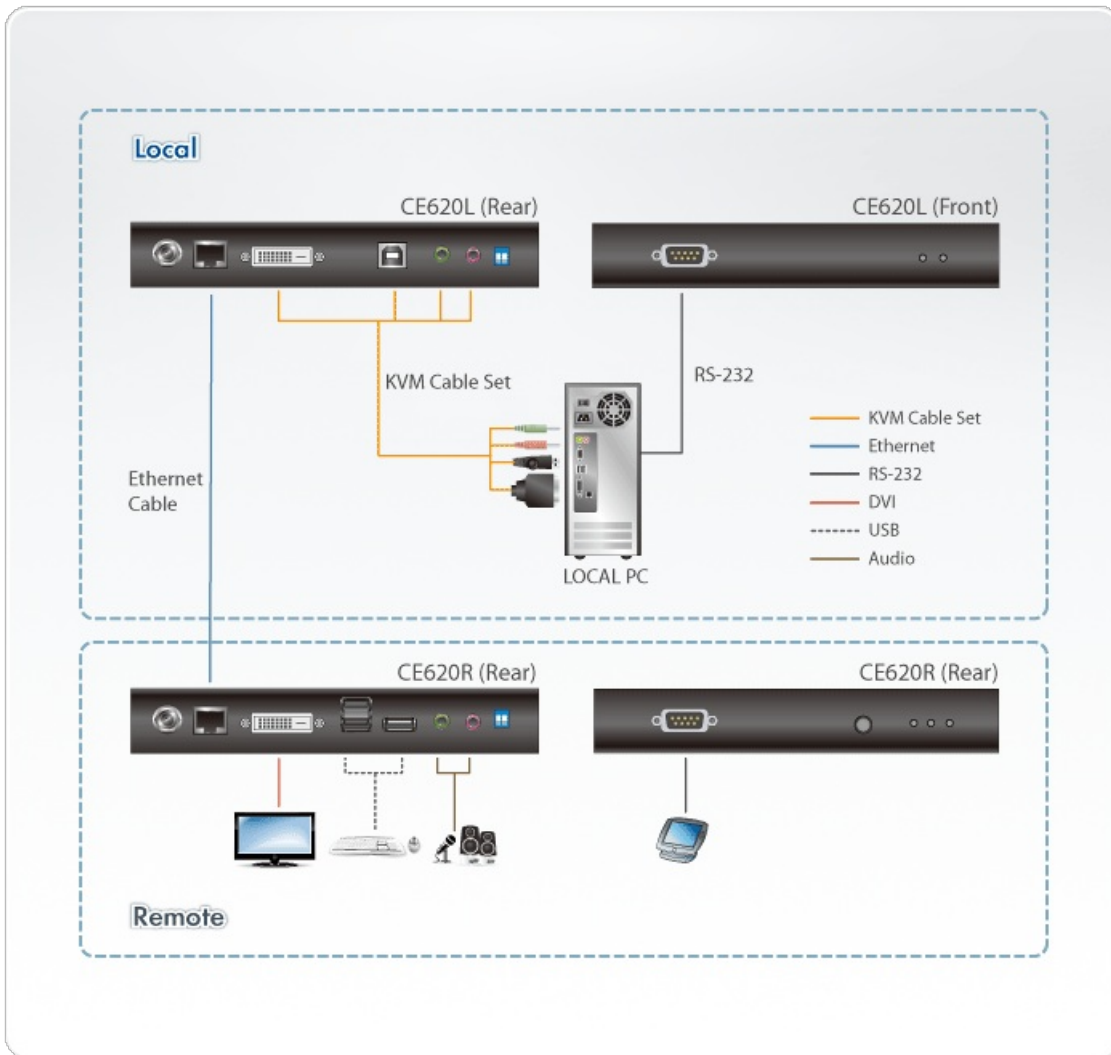 Local
CE620L (Rear)
CE620L (Front)
KVM Cable Set
RS-232
Ethernet
Cable
LOCAL PC
KVM Cable Set
Ethernet
RS-232
DVI
USB
Audio
CE620R (Rear)
CE620R (Rear)
Remote